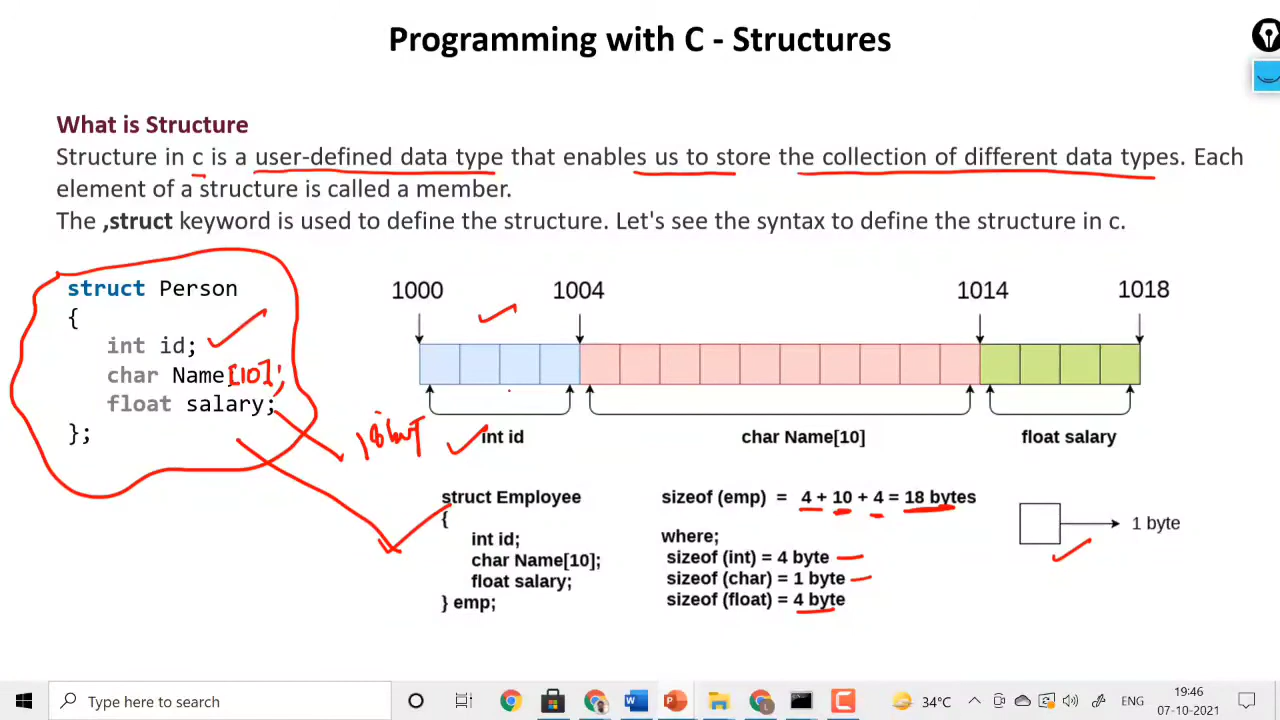 Programming with C - Structures
What is Structure
Structure in c is a user-defined data type that enables us to store the collection of different data types. Each
element of a structure is called a member.
The ,struct keyword is used to define the structure. Let's see the syntax to define the structure in c.
struct Person
{
int id;
char Name[10];
float salary;
};
1000 1004 1014 1018
int id char Name[10] float salary
struct Employee
{
int id;
char Name[10];
float salary;
} emp;
sizeof (emp) = 4 + 10 + 4 = 18 bytes
where;
sizeof (int) = 4 byte
sizeof (char) = 1 byte
sizeof (float) = 4 byte
1 byte
Type here to search
34°C
ENG
19:46
07-10-2021